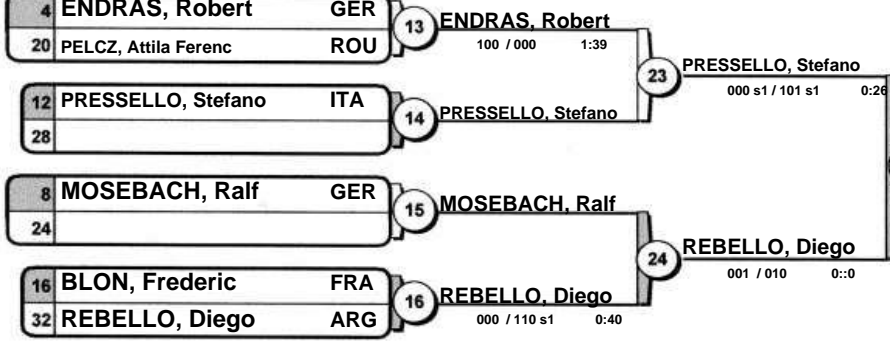 4 ENDRAS, Robert GER
20 PELCZ, Attila Ferenc ROU
13 ENDRAS, Robert
100 / 000 1:39
12 PRESSELLO, Stefano ITA
28
14 PRESSELLO, Stefano
23 PRESSELLO, Stefano
000 s1 / 101 s1 0:26
8 MOSEBACH, Ralf GER
24
15 MOSEBACH, Ralf
16 BLON, Frederic FRA
32 REBELLO, Diego ARG
16 REBELLO, Diego
000 / 110 s1 0:40
24 REBELLO, Diego
001 / 010 0::0